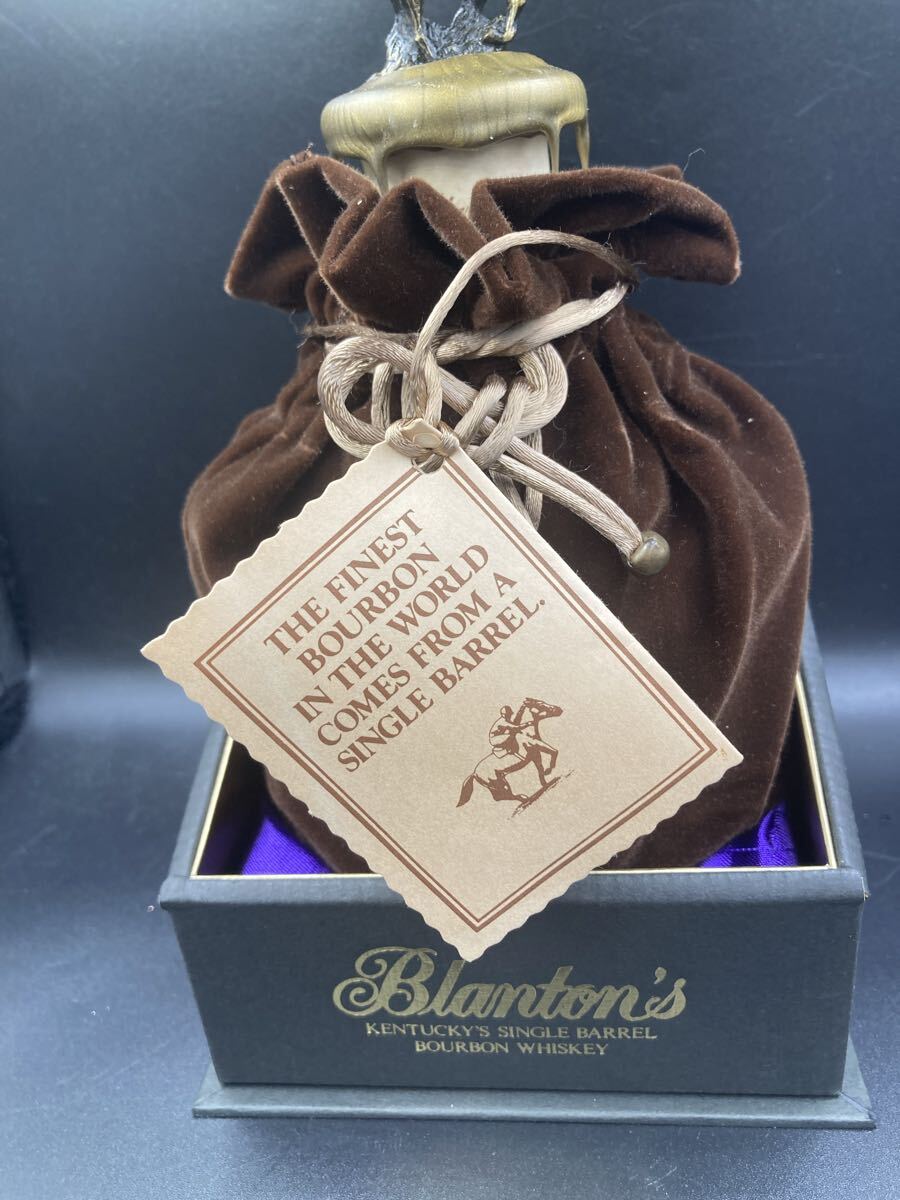 THE FINEST
BOURBON
IN THE WORLD
COMES FROM A
SINGLE BARREL.
Blanton's
KENTUCKY'S SINGLE BARREL
BOURBON WHISKEY